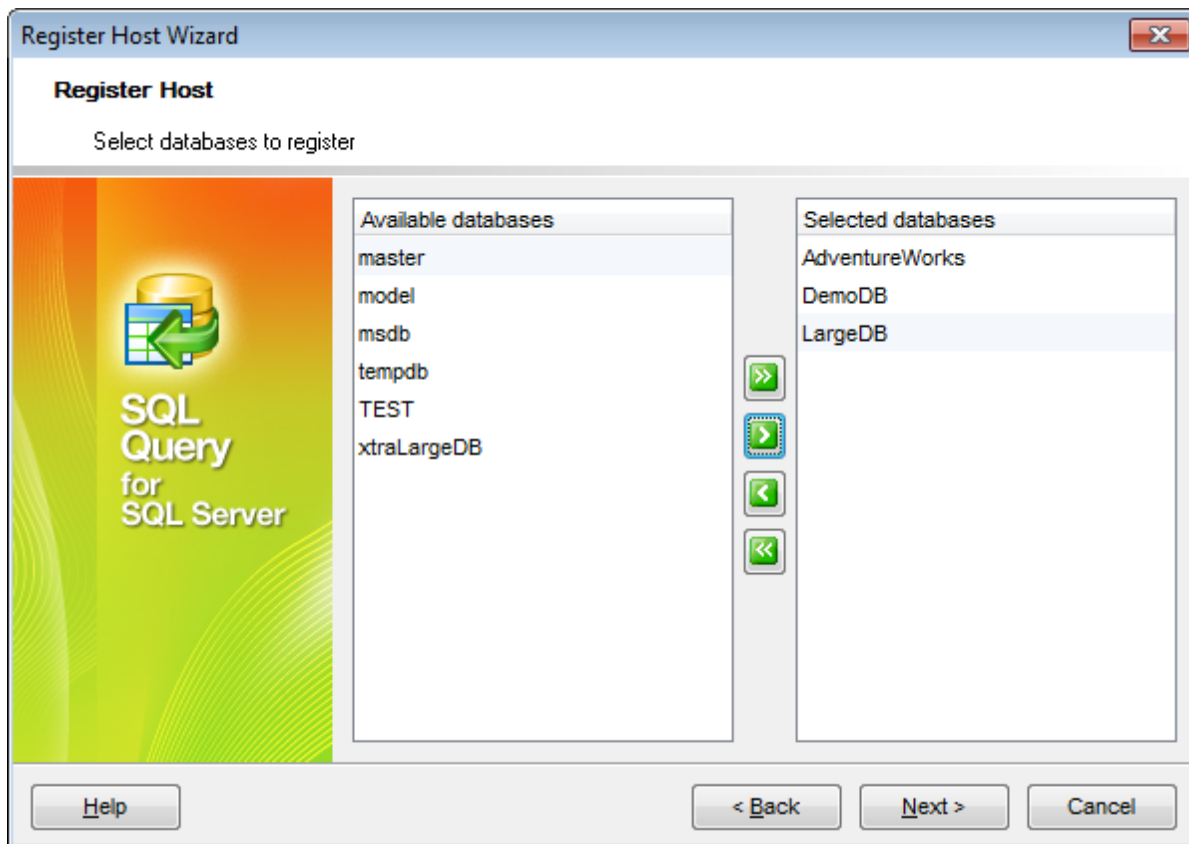 Register Host Wizard
Register Host
Select databases to register
SQL
Query
for
SQL Server
Available databases
master
model
msdb
tempdb
TEST
xtraLargeDB
Selected databases
AdventureWorks
DemoDB
LargeDB
Help
< Back
Next >
Cancel